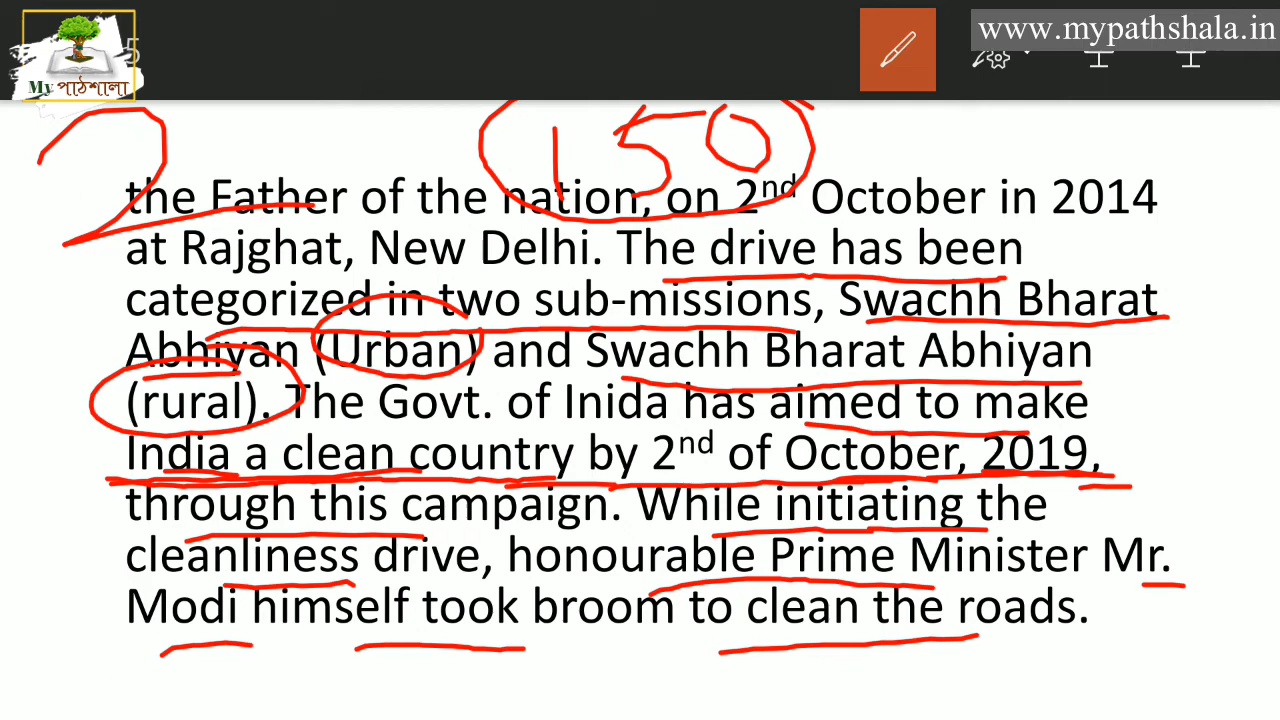 www.mypathshala.in
My পাঠশালা
2
150
the Father of the nation, on 2nd October in 2014
at Rajghat, New Delhi. The drive has been
categorized in two sub-missions, Swachh Bharat
Abhiyan (Urban) and Swachh Bharat Abhiyan
(rural). The Govt. of Inida has aimed to make
India a clean country by 2nd of October, 2019,
through this campaign. While initiating the
cleanliness drive, honourable Prime Minister Mr.
Modi himself took broom to clean the roads.